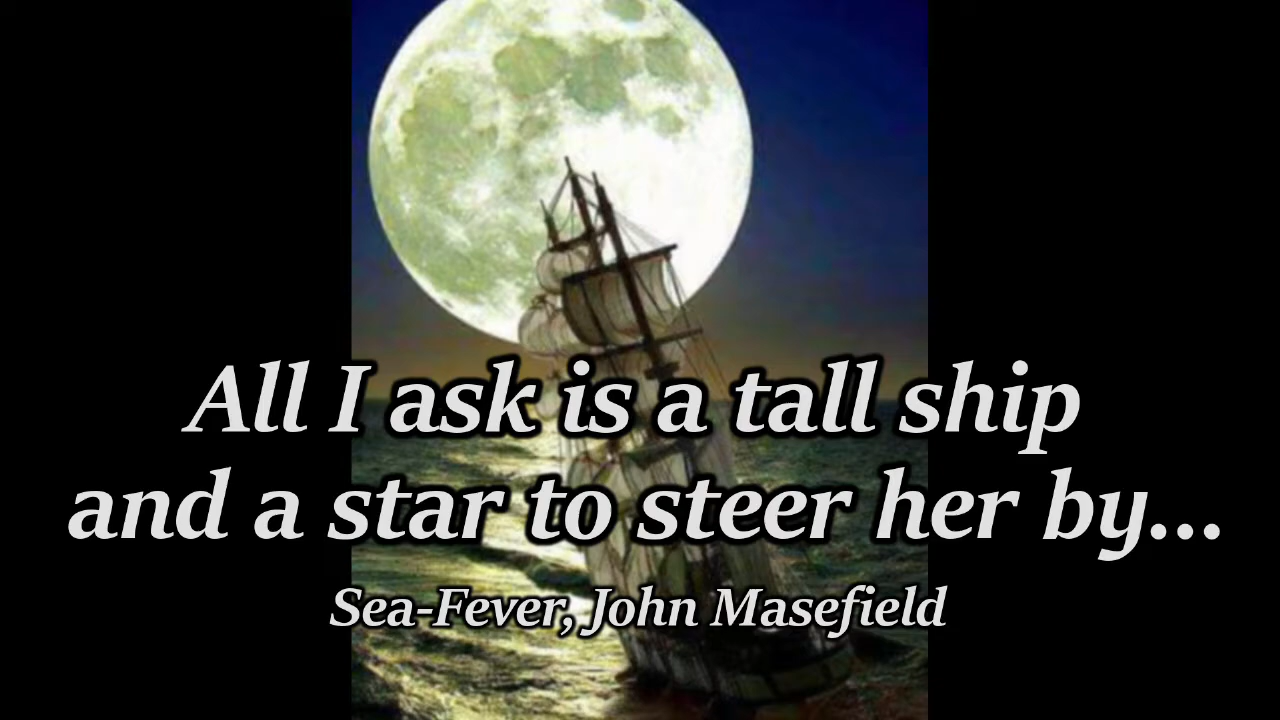 All I ask is a tall ship
and a star to steer her by...
Sea-Fever, John Masefield